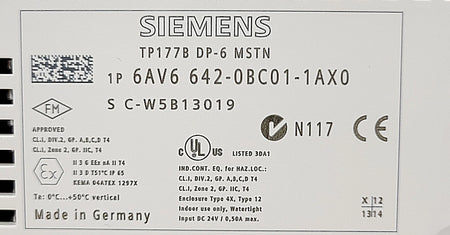 SIEMENS
TP177B DP-6 MSTN
1P 6AV6 642-0BC01-1AX0
S C-W5B13019
FM
APPROVED
CL.I, DIV.2, GP. A,B,C,D T4
CL.I, Zone 2, GP. IIC, T4
Ex
II 3 G EEx nA II T4
II 3 D T51°C IP 65
KEMA 04ATEX 1297X
Te: 0°C...+50°C vertical
Made in Germany
C UL US LISTED 3DA1
IND.CONT. EQ. for HAZ.LOC.:
CL.I, DIV.2, GP. A,B,C,D T4
CL.I, Zone 2, GP. IIC, T4
Enclosure Type 4X, Type 12
Indoor use only, Watertight
Input DC 24V / 0,50A max.
N117 CE
X 12
13 14